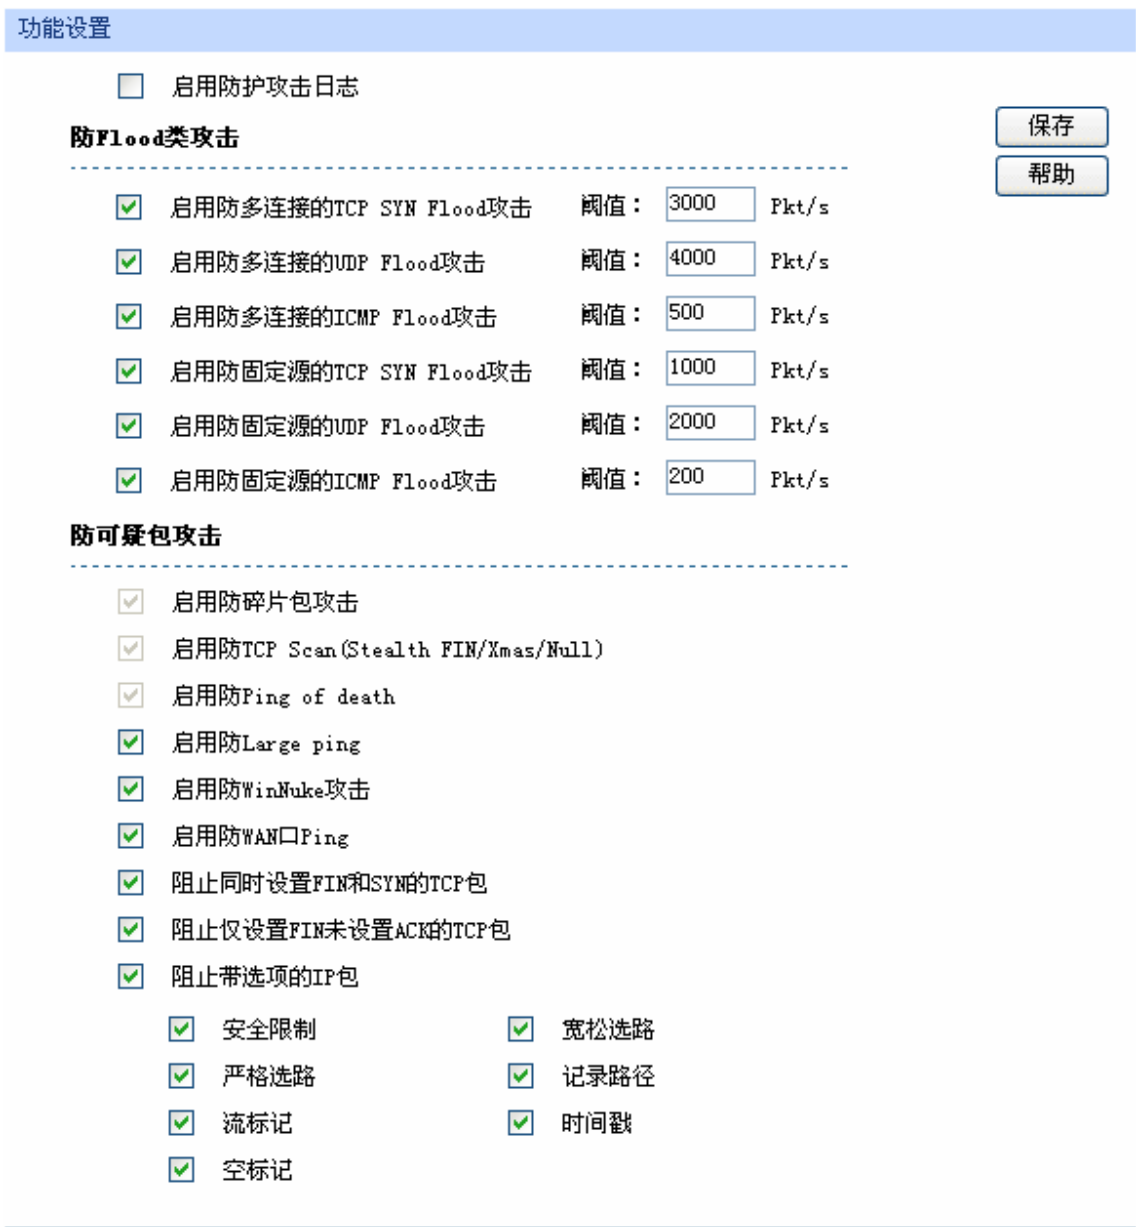 功能设置
启用防护攻击日志
保存
帮助
防Flood类攻击
启用防多连接的TCP SYN Flood攻击 阈值： 3000 Pkt/s
启用防多连接的UDP Flood攻击 阈值： 4000 Pkt/s
启用防多连接的ICMP Flood攻击 阈值： 500 Pkt/s
启用防固定源的TCP SYN Flood攻击 阈值： 1000 Pkt/s
启用防固定源的UDP Flood攻击 阈值： 2000 Pkt/s
启用防固定源的ICMP Flood攻击 阈值： 200 Pkt/s
防可疑包攻击
启用防碎片包攻击
启用防TCP Scan(Stealth FIN/Xmas/Null)
启用防Ping of death
启用防Large ping
启用防WinNuke攻击
启用防WAN口Ping
阻止同时设置FIN和SYN的TCP包
阻止仅设置FIN未设置ACK的TCP包
阻止带选项的IP包
安全限制 宽松选路
严格选路 记录路径
流标记 时间戳
空标记